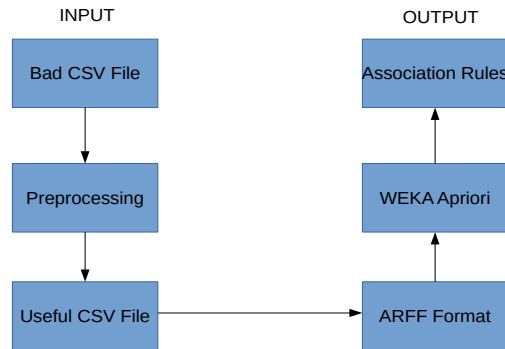 INPUT
Bad CSV File
Preprocessing
Useful CSV File
OUTPUT
Association Rules
WEKA Apriori
ARFF Format